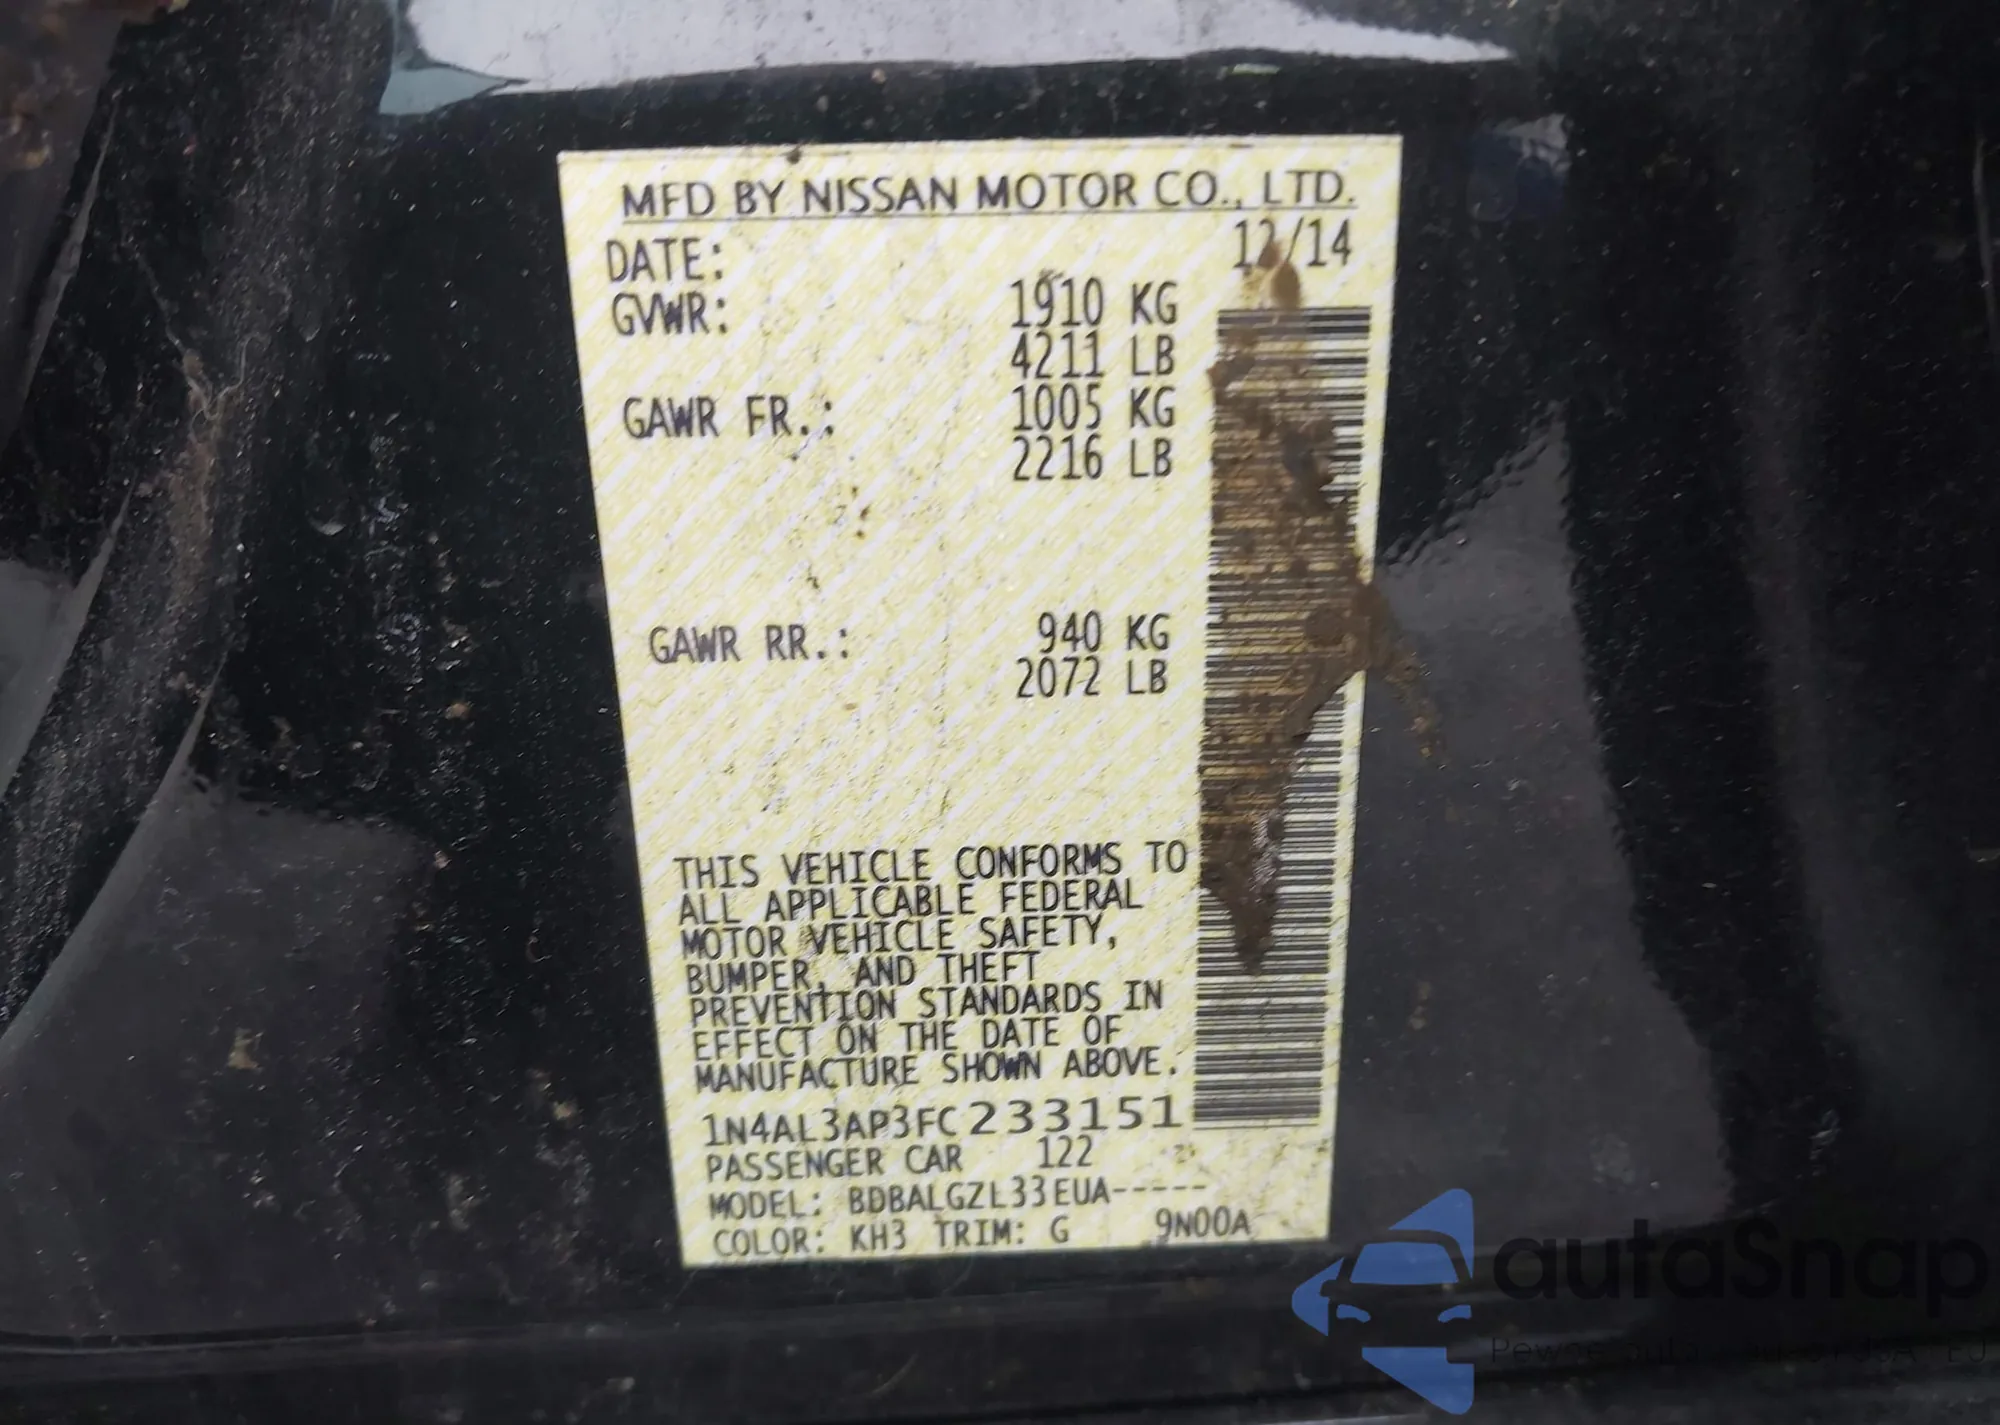 MFD BY NISSAN MOTOR CO., LTD.
DATE: 12/14
GVWR: 1910 KG
4211 LB
GAWR FR.: 1005 KG
2216 LB
GAWR RR.: 940 KG
2072 LB
THIS VEHICLE CONFORMS TO
ALL APPLICABLE FEDERAL
MOTOR VEHICLE SAFETY,
BUMPER, AND THEFT
PREVENTION STANDARDS IN
EFFECT ON THE DATE OF
MANUFACTURE SHOWN ABOVE.
1N4AL3AP3FC233151
PASSENGER CAR 122
MODEL: BDBALGZL33EUA-----
COLOR: KH3 TRIM: G 9N00A
autaSnap